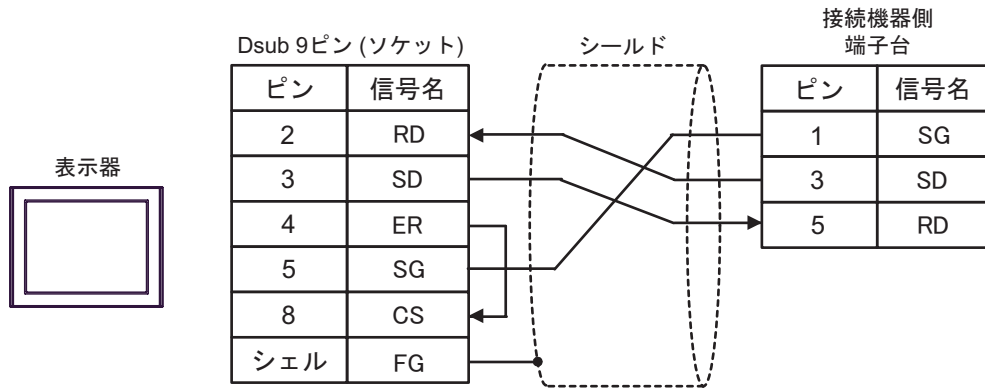 接続機器側
端子台
Dsub 9ピン (ソケット)
シールド
ピン 信号名
2 RD
3 SD
4 ER
5 SG
8 CS
シェル FG
ピン 信号名
1 SG
3 SD
5 RD
表示器